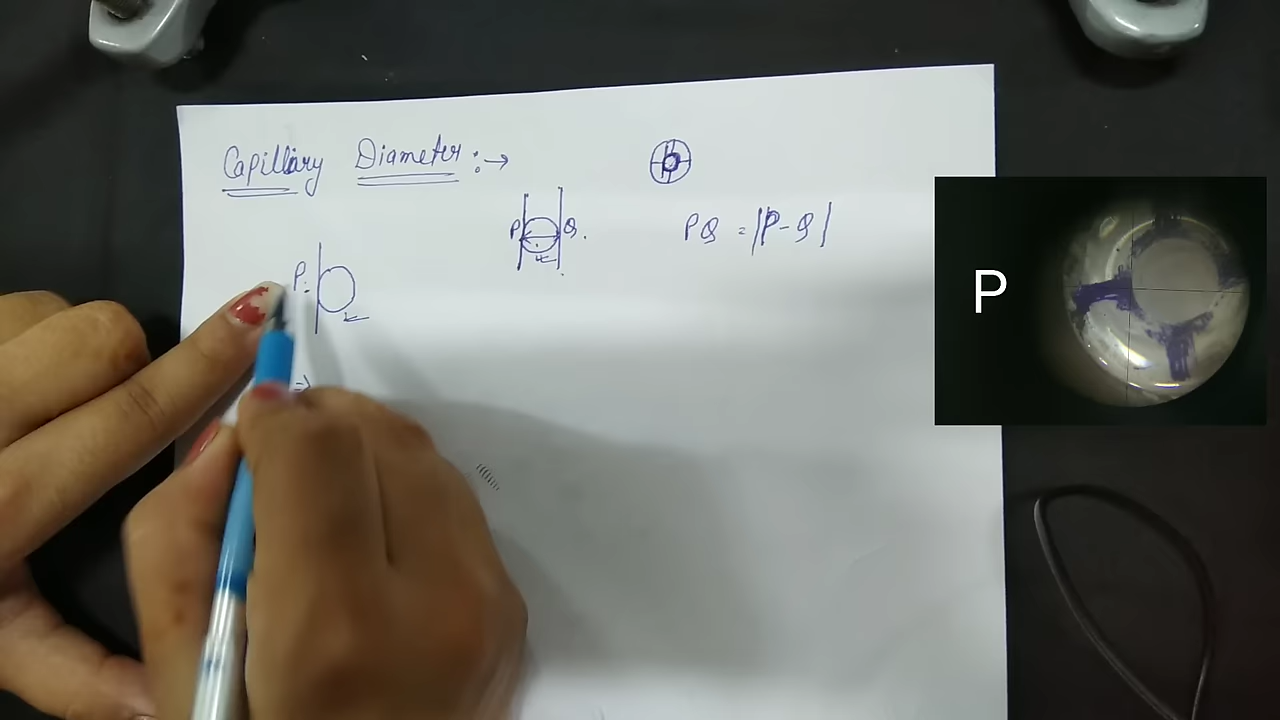 Capillary Diameter :→
P Q.
PQ = |P - Q|
P.
⇒
P